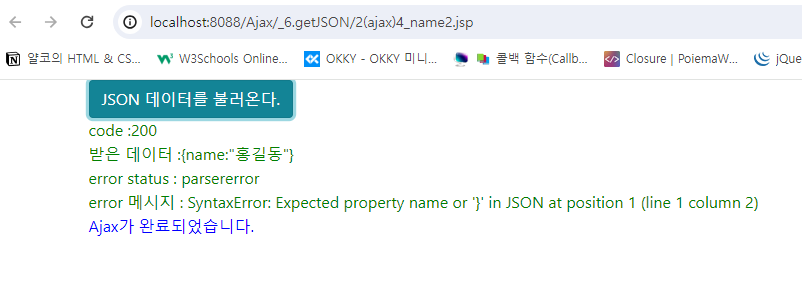 localhost:8088/Ajax/_6.getJSON/2(ajax)4_name2.jsp
얄코의 HTML & CS... W3Schools Online... OKKY - OKKY 미니... 콜백 함수(Callb... Closure | PoiemaW... jQue
JSON 데이터를 불러온다.
code :200
받은 데이터 :{name:"홍길동"}
error status : parsererror
error 메시지 : SyntaxError: Expected property name or '}' in JSON at position 1 (line 1 column 2)
Ajax가 완료되었습니다.